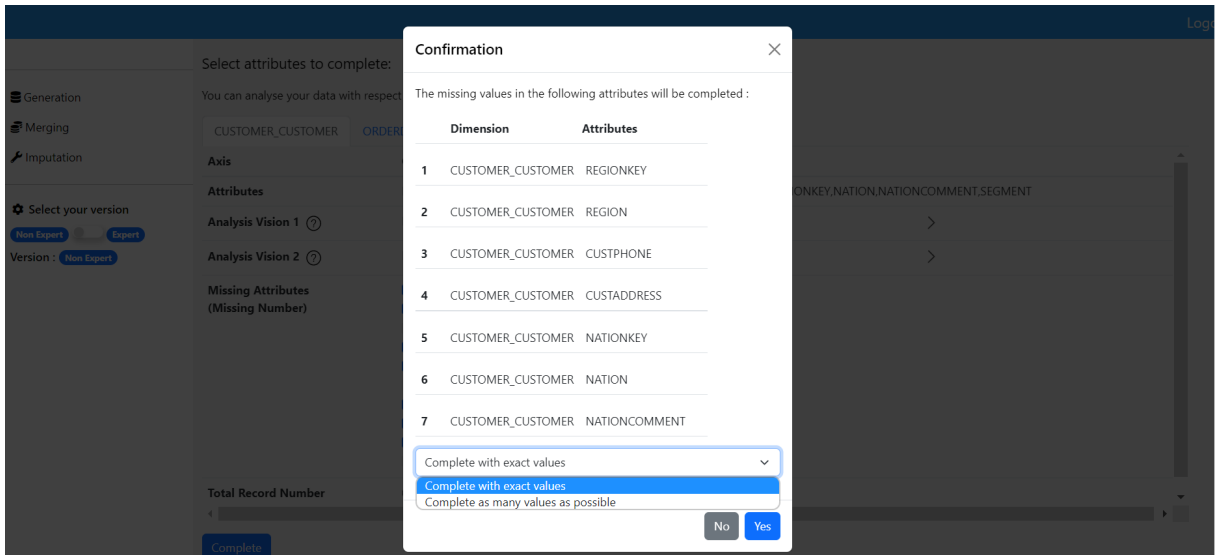 Confirmation
The missing values in the following attributes will be completed :
Dimension Attributes
1 CUSTOMER_CUSTOMER REGIONKEY
2 CUSTOMER_CUSTOMER REGION
3 CUSTOMER_CUSTOMER CUSTPHONE
4 CUSTOMER_CUSTOMER CUSTADDRESS
5 CUSTOMER_CUSTOMER NATIONKEY
6 CUSTOMER_CUSTOMER NATION
7 CUSTOMER_CUSTOMER NATIONCOMMENT
Complete with exact values
Complete with exact values
Complete as many values as possible
No Yes
Generation
Merging
Imputation
Select your version
Non Expert Expert
Version : Non Expert
Select attributes to complete:
You can analyse your data with respect
CUSTOMER_CUSTOMER
Axis
Attributes NATION,NATIONCOMMENT,SEGMENT
Analysis Vision 1 ?
Analysis Vision 2 ?
Missing Attributes
(Missing Number)
Total Record Number
Complete